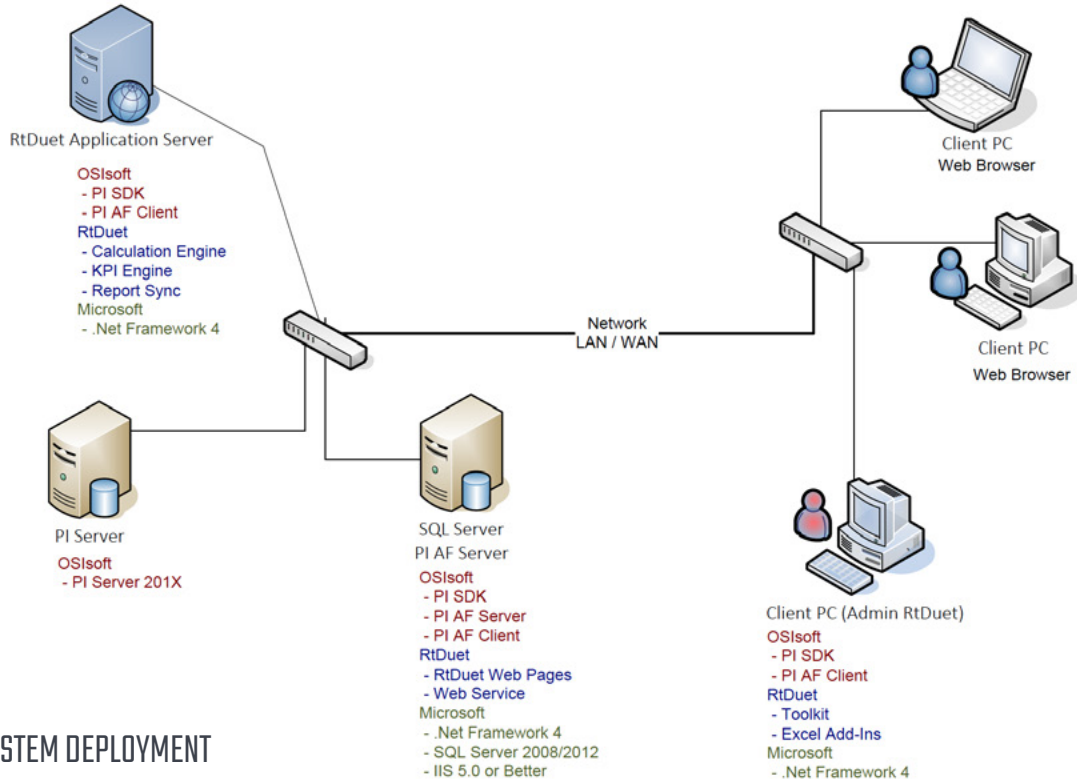 RtDuet Application Server
OSIsoft
- PI SDK
- PI AF Client
RtDuet
- Calculation Engine
- KPI Engine
- Report Sync
Microsoft
- .Net Framework 4
Client PC
Web Browser
Client PC
Web Browser
Network
LAN / WAN
PI Server
OSIsoft
- PI Server 201X
SQL Server
PI AF Server
OSIsoft
- PI SDK
- PI AF Server
- PI AF Client
RtDuet
- RtDuet Web Pages
- Web Service
Microsoft
- .Net Framework 4
- SQL Server 2008/2012
- IIS 5.0 or Better
Client PC (Admin RtDuet)
OSIsoft
- PI SDK
- PI AF Client
RtDuet
- Toolkit
- Excel Add-Ins
Microsoft
- .Net Framework 4
STEM DEPLOYMENT